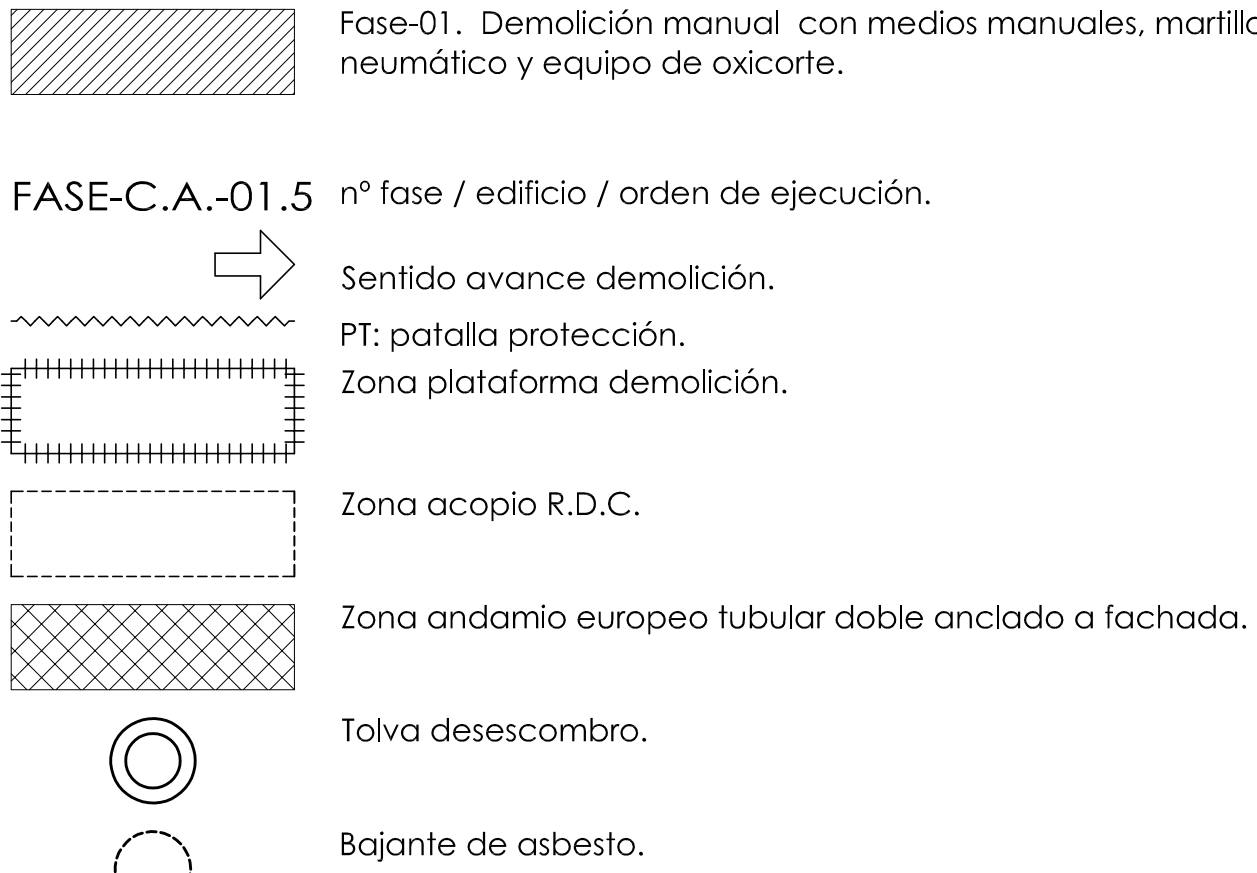 Fase-01.  Demolición manual  con medios manuales, martillo
neumático y equipo de oxicorte.
FASE-C.A.-01.5 nº fase / edificio / orden de ejecución.
Sentido avance demolición.
PT: patalla protección.
Zona plataforma demolición.
Zona acopio R.D.C.
Zona andamio europeo tubular doble anclado a fachada.
Tolva desescombro.
Bajante de asbesto.